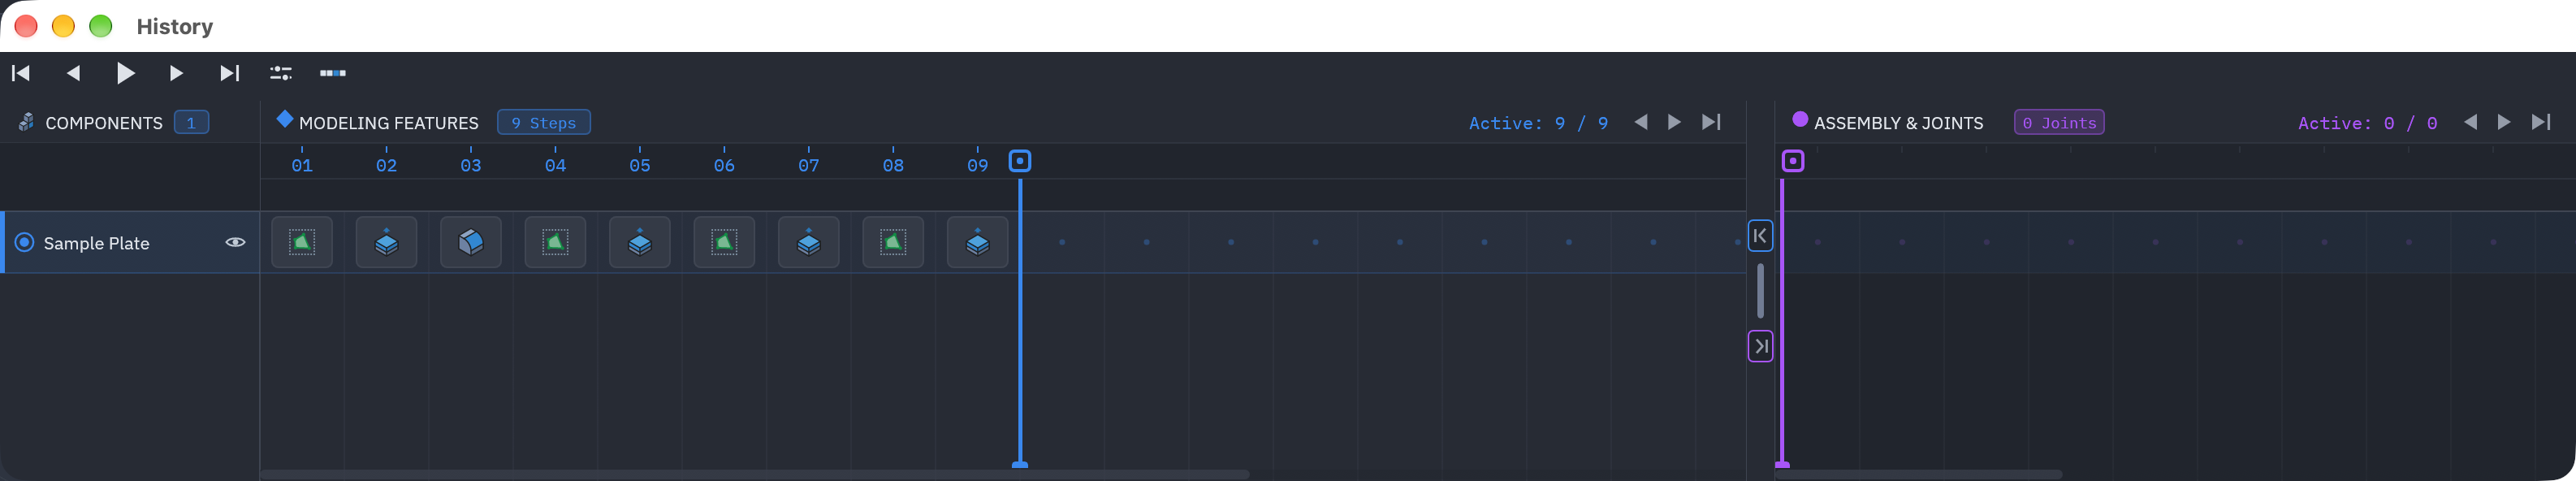 History
COMPONENTS 1
MODELING FEATURES 9 Steps Active: 9 / 9
ASSEMBLY & JOINTS 0 Joints Active: 0 / 0
01 02 03 04 05 06 07 08 09
Sample Plate